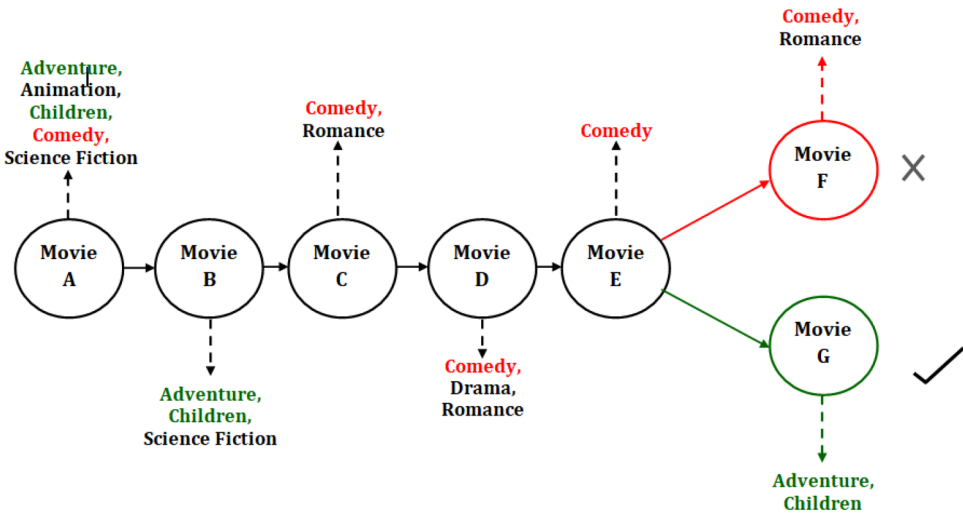 Adventure,
Animation,
Children,
Comedy,
Science Fiction
Movie
A
Movie
B
Adventure,
Children,
Science Fiction
Comedy,
Romance
Movie
C
Movie
D
Comedy,
Drama,
Romance
Comedy
Movie
E
Comedy,
Romance
Movie
F
Movie
G
Adventure,
Children